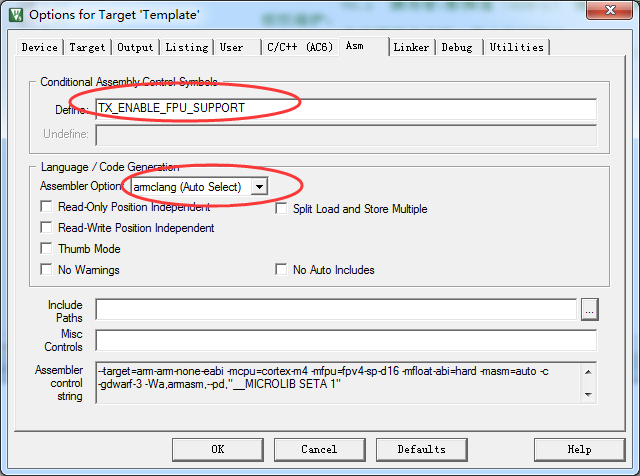 Options for Target 'Template'
Device Target Output Listing User C/C++ (AC6) Asm Linker Debug Utilities
Conditional Assembly Control Symbols
Define: TX_ENABLE_FPU_SUPPORT
Undefine:
Language / Code Generation
Assembler Option: armclang (Auto Select)
Read-Only Position Independent Split Load and Store Multiple
Read-Write Position Independent
Thumb Mode
No Warnings No Auto Includes
Include
Paths ...
Misc
Controls
Assembler
control
string
--target=arm-arm-none-eabi -mcpu=cortex-m4 -mfpu=fpv4-sp-d16 -mfloat-abi=hard -masm=auto -c
-gdwarf-3 -Wa,armasm,--pd,"__MICROLIB SETA 1"
OK Cancel Defaults Help